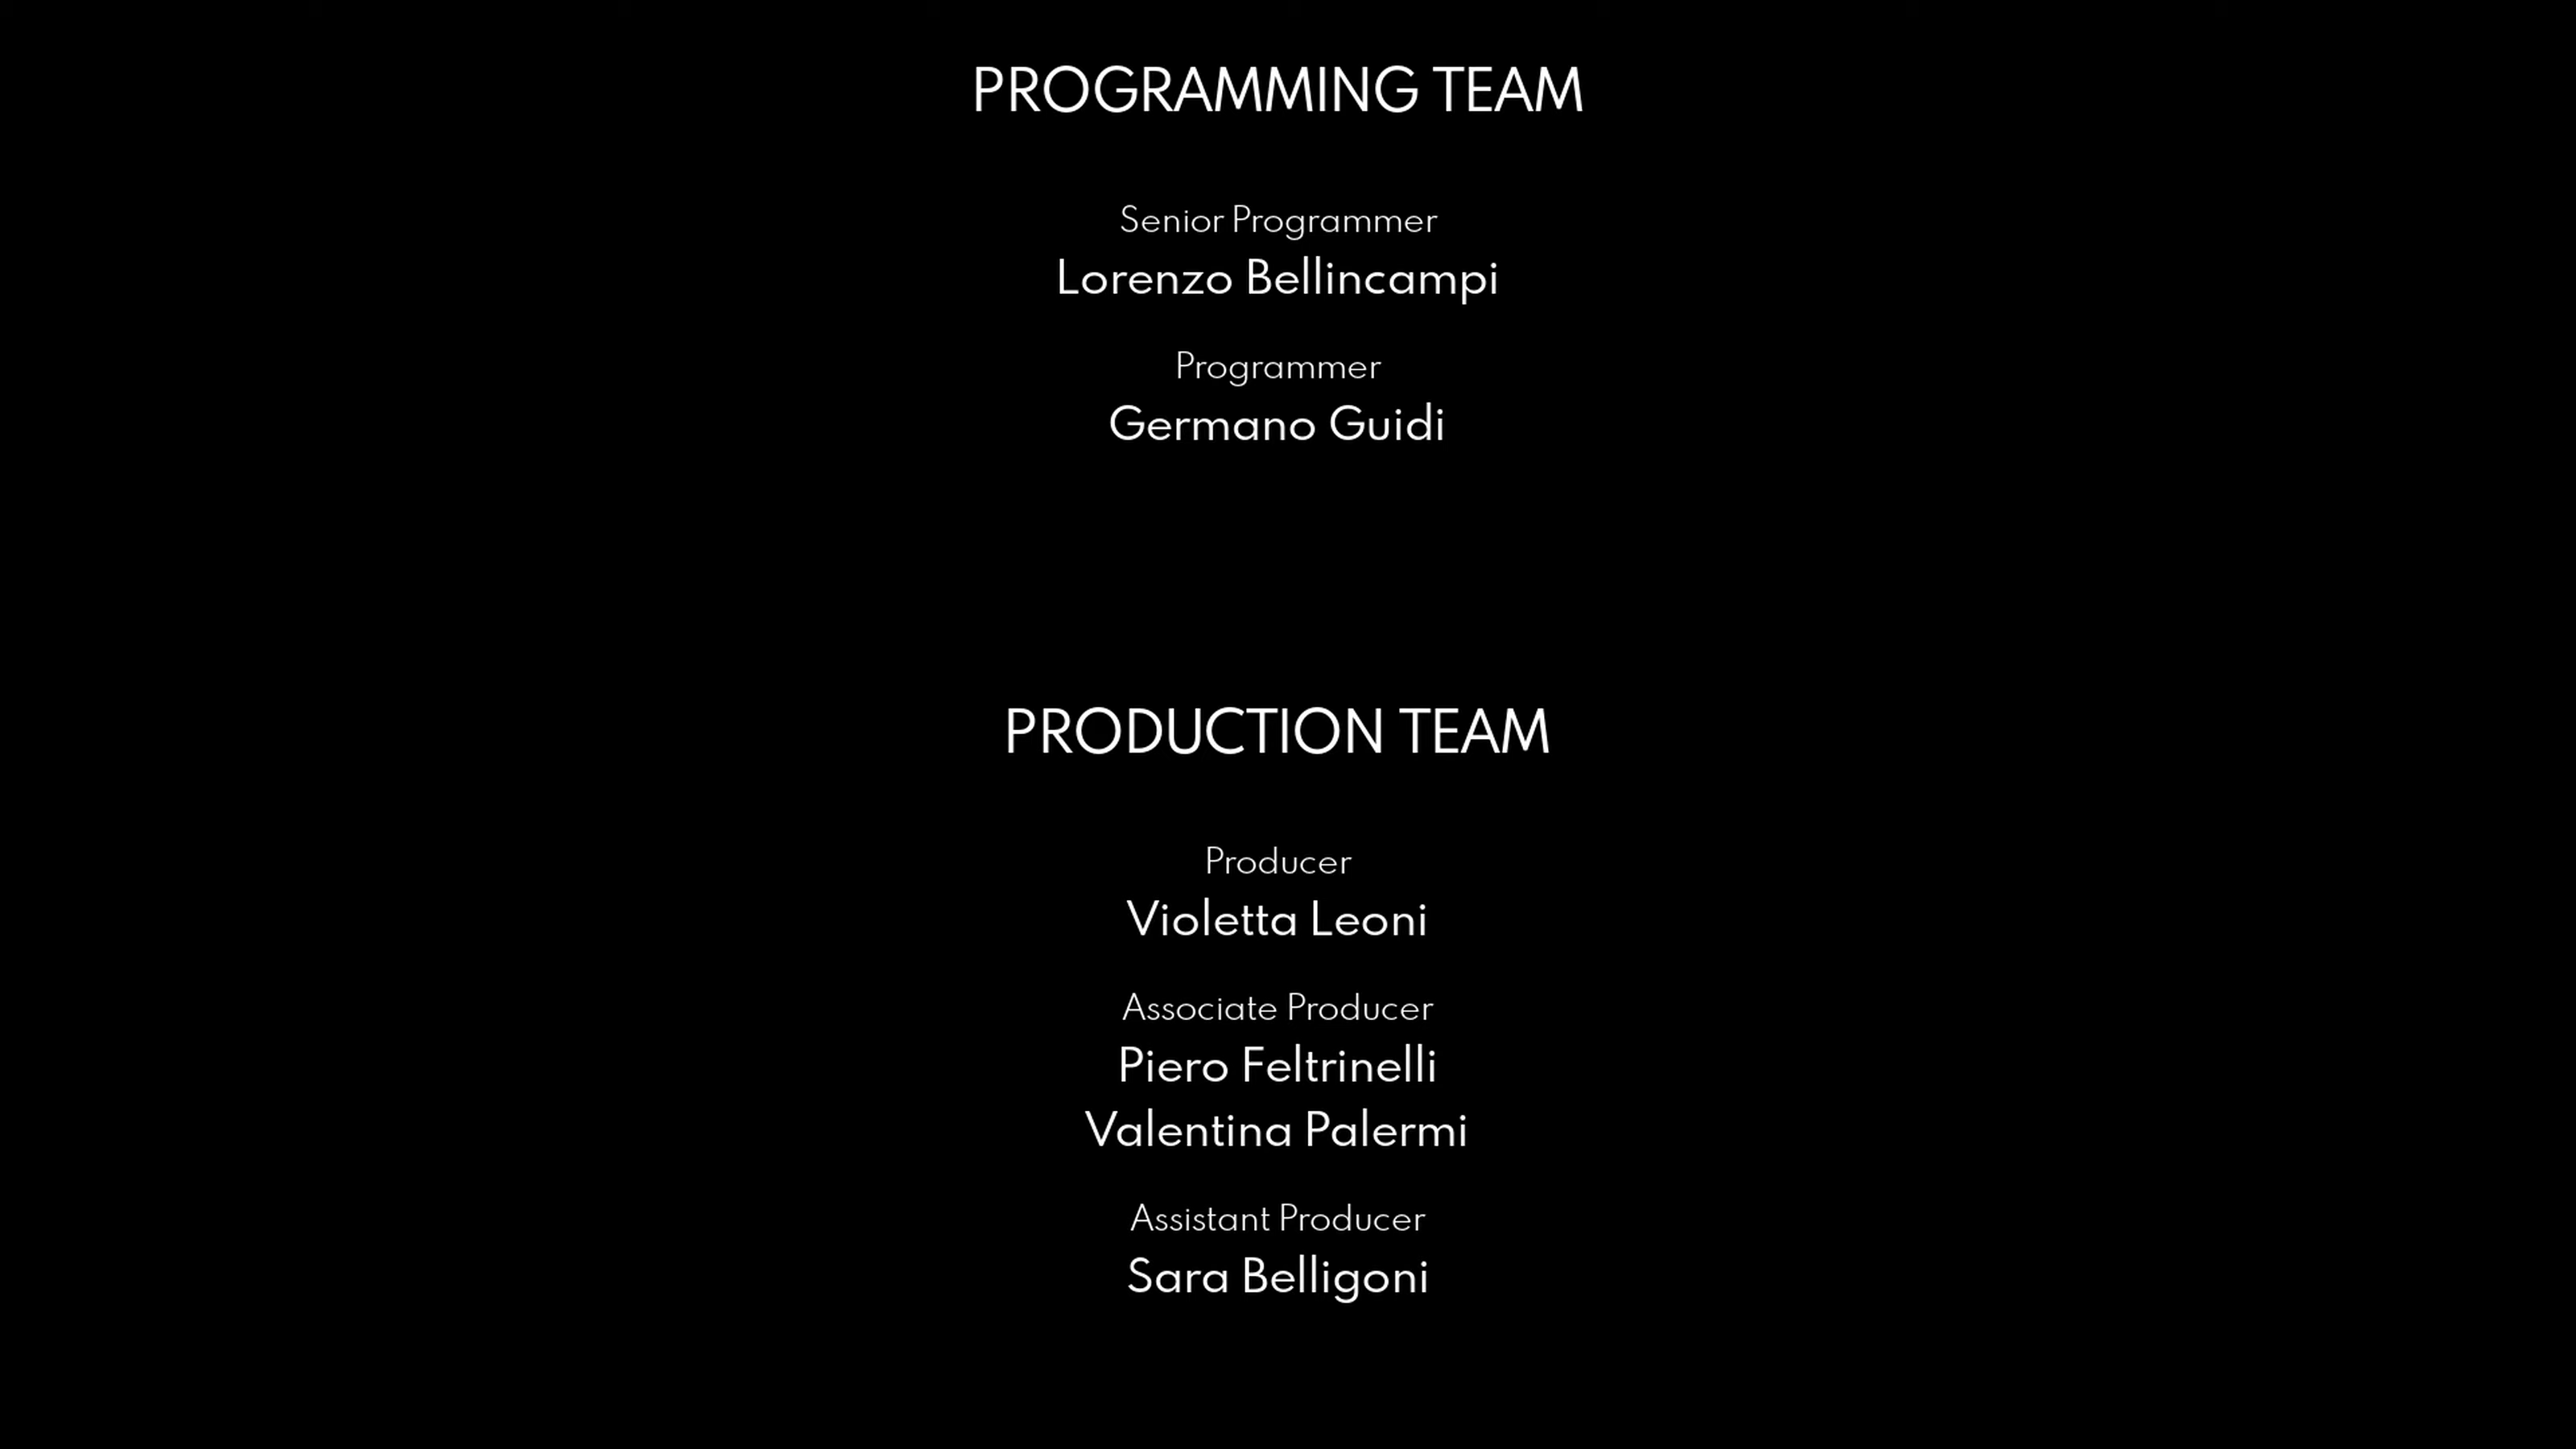 PROGRAMMING TEAM
Senior Programmer
Lorenzo Bellincampi
Programmer
Germano Guidi
PRODUCTION TEAM
Producer
Violetta Leoni
Associate Producer
Piero Feltrinelli
Valentina Palermi
Assistant Producer
Sara Belligoni